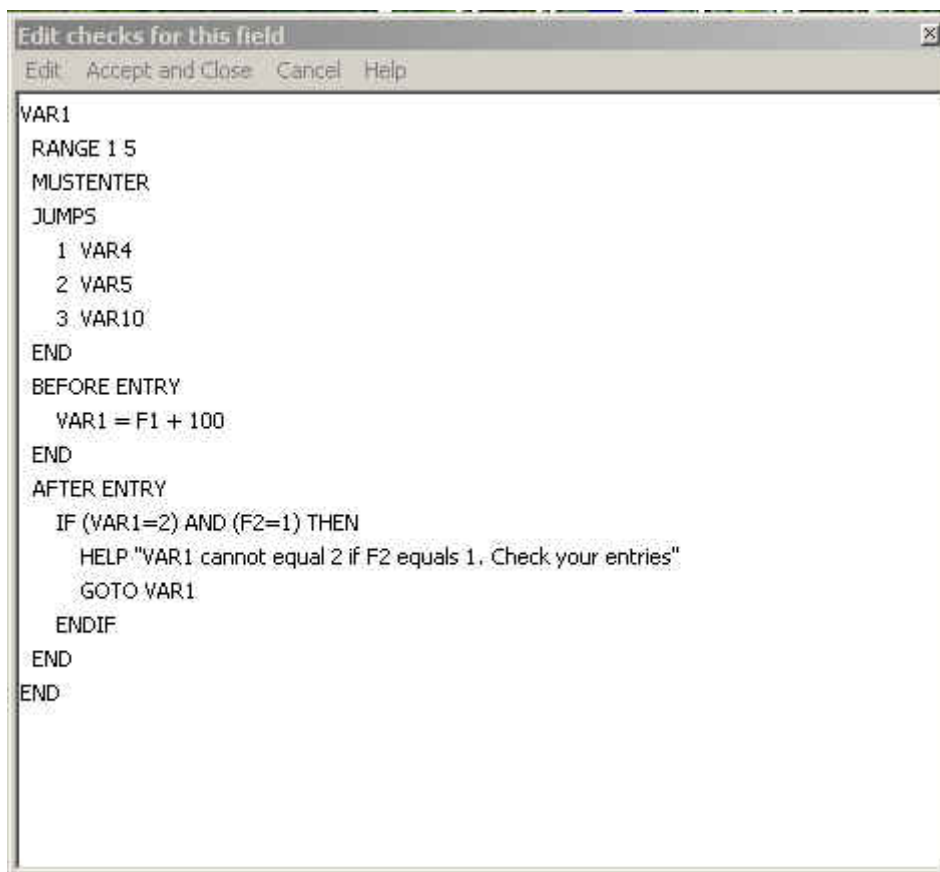 Edit checks for this field
Edit Accept and Close Cancel Help
VAR1
RANGE 1 5
MUSTENTER
JUMPS
1 VAR4
2 VAR5
3 VAR10
END
BEFORE ENTRY
VAR1 = F1 + 100
END
AFTER ENTRY
IF (VAR1=2) AND (F2=1) THEN
HELP "VAR1 cannot equal 2 if F2 equals 1. Check your entries"
GOTO VAR1
ENDIF
END
END